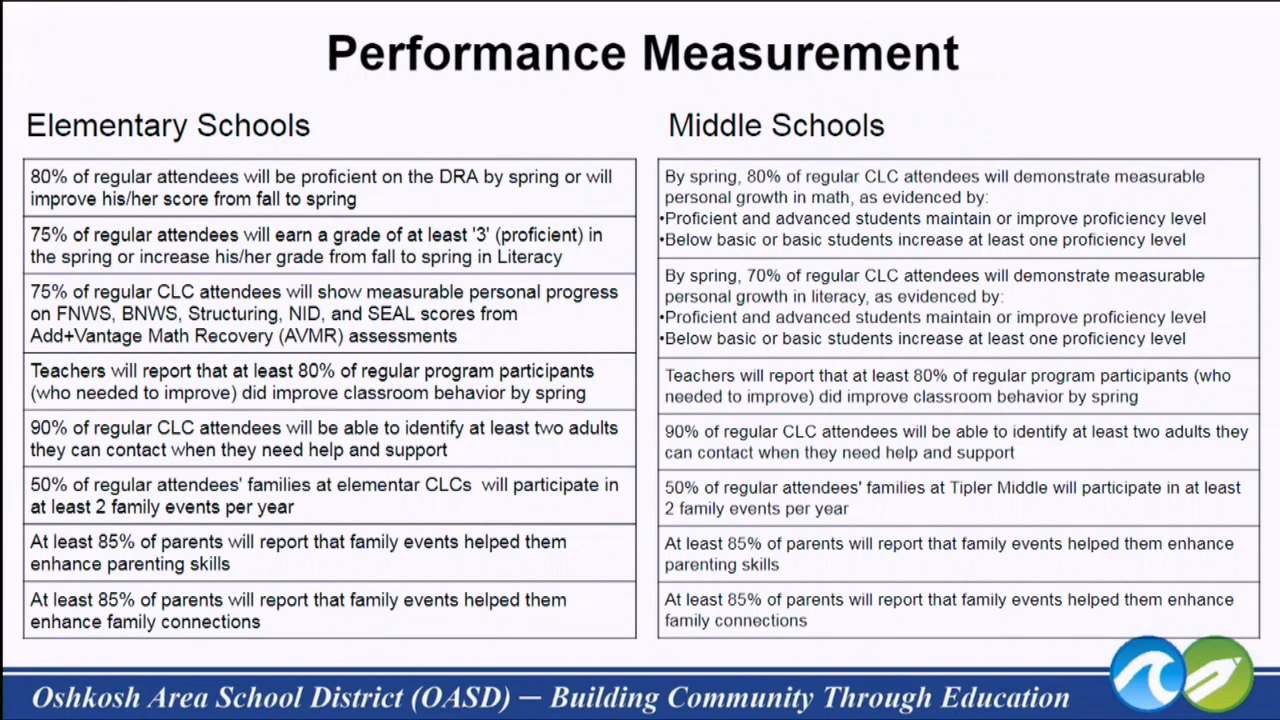 Performance Measurement
Elementary Schools
80% of regular attendees will be proficient on the DRA by spring or will
improve his/her score from fall to spring
75% of regular attendees will earn a grade of at least '3' (proficient) in
the spring or increase his/her grade from fall to spring in Literacy
75% of regular CLC attendees will show measurable personal progress
on FNWS, BNWS, Structuring, NID, and SEAL scores from
Add+Vantage Math Recovery (AVMR) assessments
Teachers will report that at least 80% of regular program participants
(who needed to improve) did improve classroom behavior by spring
90% of regular CLC attendees will be able to identify at least two adults
they can contact when they need help and support
50% of regular attendees' families at elementar CLCs will participate in
at least 2 family events per year
At least 85% of parents will report that family events helped them
enhance parenting skills
At least 85% of parents will report that family events helped them
enhance family connections
Middle Schools
By spring, 80% of regular CLC attendees will demonstrate measurable
personal growth in math, as evidenced by:
•Proficient and advanced students maintain or improve proficiency level
•Below basic or basic students increase at least one proficiency level
By spring, 70% of regular CLC attendees will demonstrate measurable
personal growth in literacy, as evidenced by:
•Proficient and advanced students maintain or improve proficiency level
•Below basic or basic students increase at least one proficiency level
Teachers will report that at least 80% of regular program participants (who
needed to improve) did improve classroom behavior by spring
90% of regular CLC attendees will be able to identify at least two adults they
can contact when they need help and support
50% of regular attendees' families at Tipler Middle will participate in at least
2 family events per year
At least 85% of parents will report that family events helped them enhance
parenting skills
At least 85% of parents will report that family events helped them enhance
family connections
Oshkosh Area School District (OASD) — Building Community Through Education